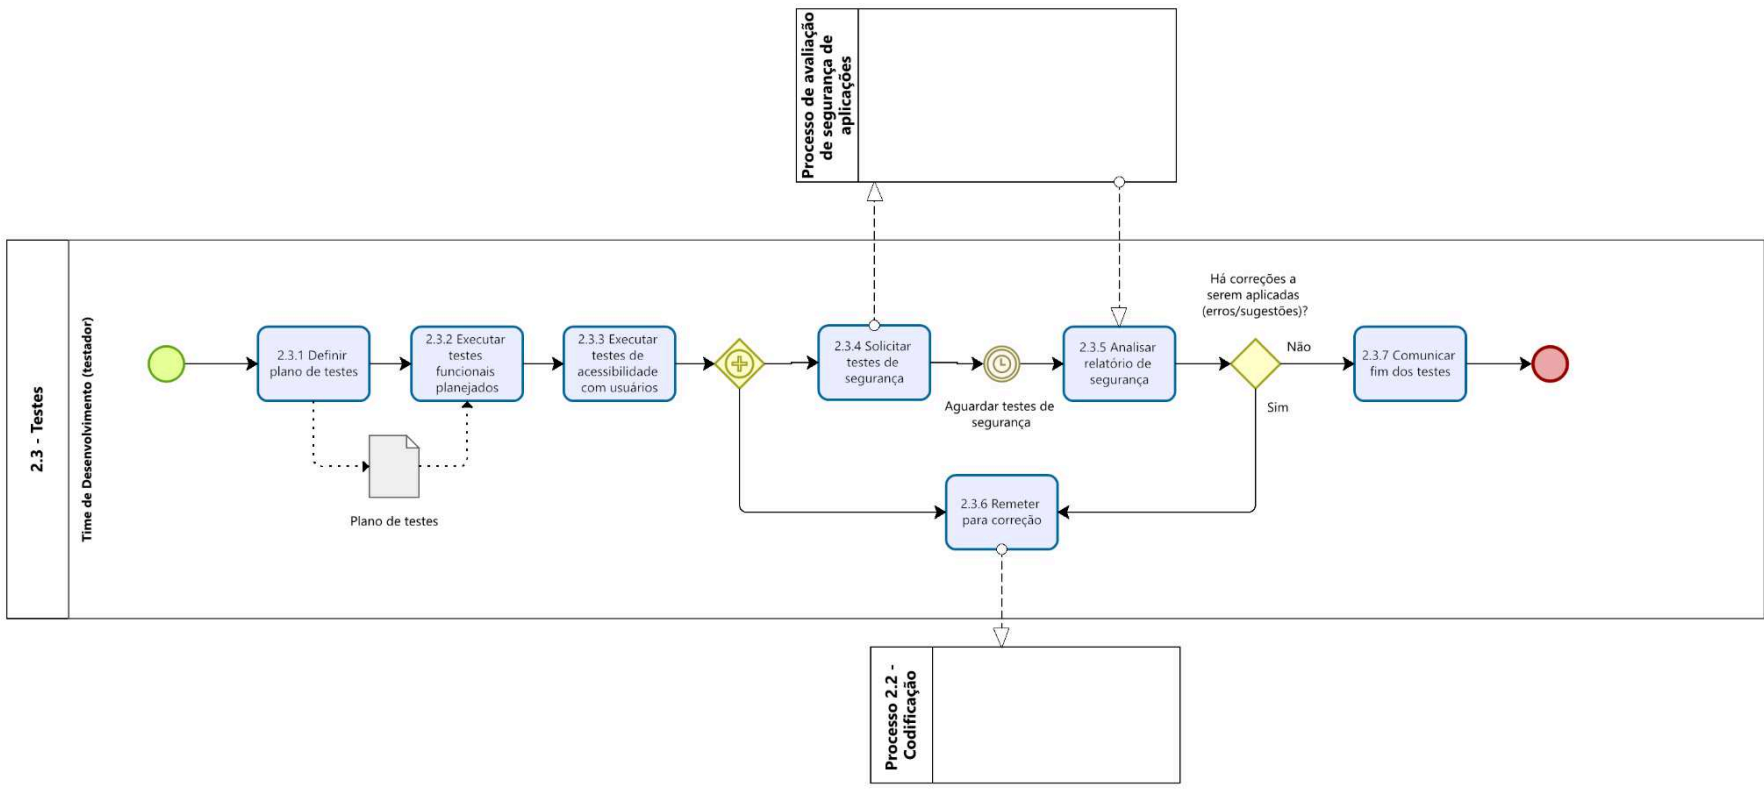 Processo de avaliação
de segurança de
aplicações
2.3 - Testes
Time de Desenvolvimento (testador)
2.3.1 Definir
plano de testes
2.3.2 Executar
testes
funcionais
planejados
2.3.3 Executar
testes de
acessibilidade
com usuários
2.3.4 Solicitar
testes de
segurança
Aguardar testes de
segurança
2.3.5 Analisar
relatório de
segurança
Há correções a
serem aplicadas
(erros/sugestões)?
Não
Sim
2.3.7 Comunicar
fim dos testes
Plano de testes
2.3.6 Remeter
para correção
Processo 2.2 -
Codificação